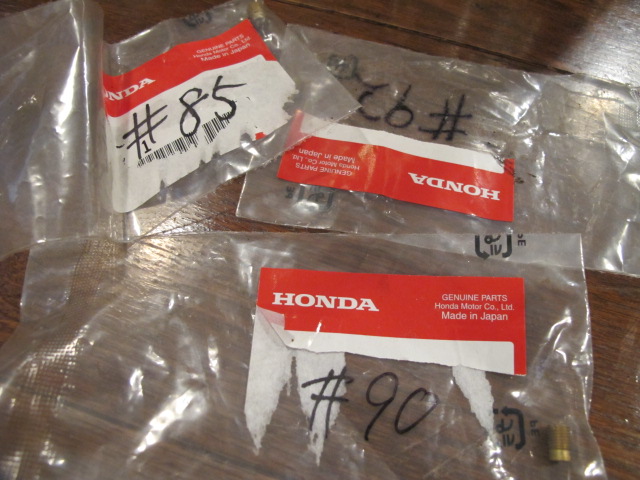 HONDA
GENUINE PARTS
Honda Motor Co., Ltd.
Made in Japan
#85
#92
HONDA
GENUINE PARTS
Honda Motor Co., Ltd.
Made in Japan
HONDA
GENUINE PARTS
Honda Motor Co., Ltd.
Made in Japan
#90